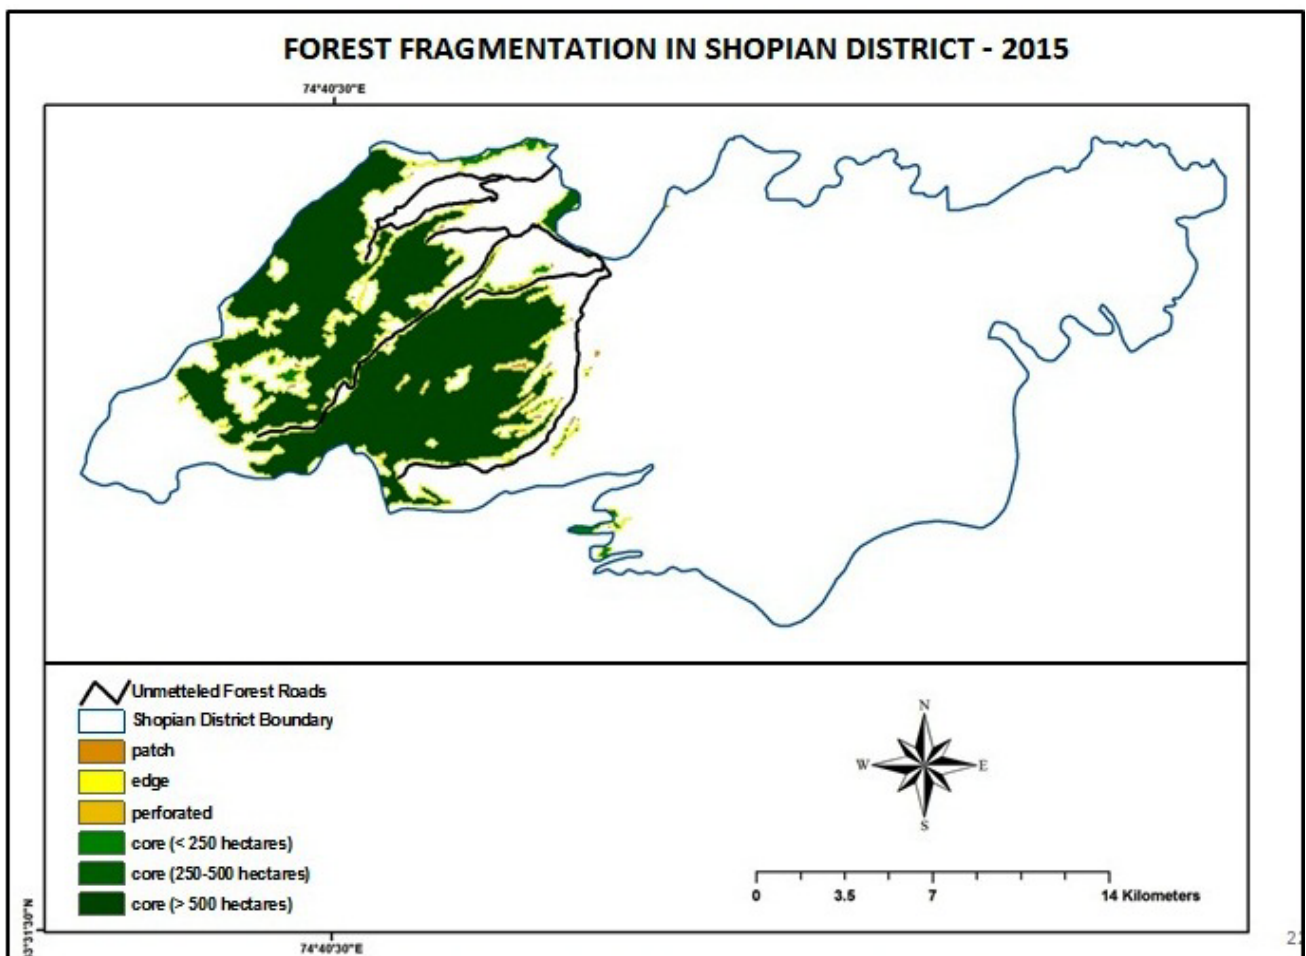 FOREST FRAGMENTATION IN SHOPIAN DISTRICT - 2015
74°40'30"E
Unmetteled Forest Roads
Shopian District Boundary
patch
edge
perforated
core (< 250 hectares)
core (250-500 hectares)
core (> 500 hectares)
N
W E
S
0 3.5 7 14 Kilometers
74°40'30"E